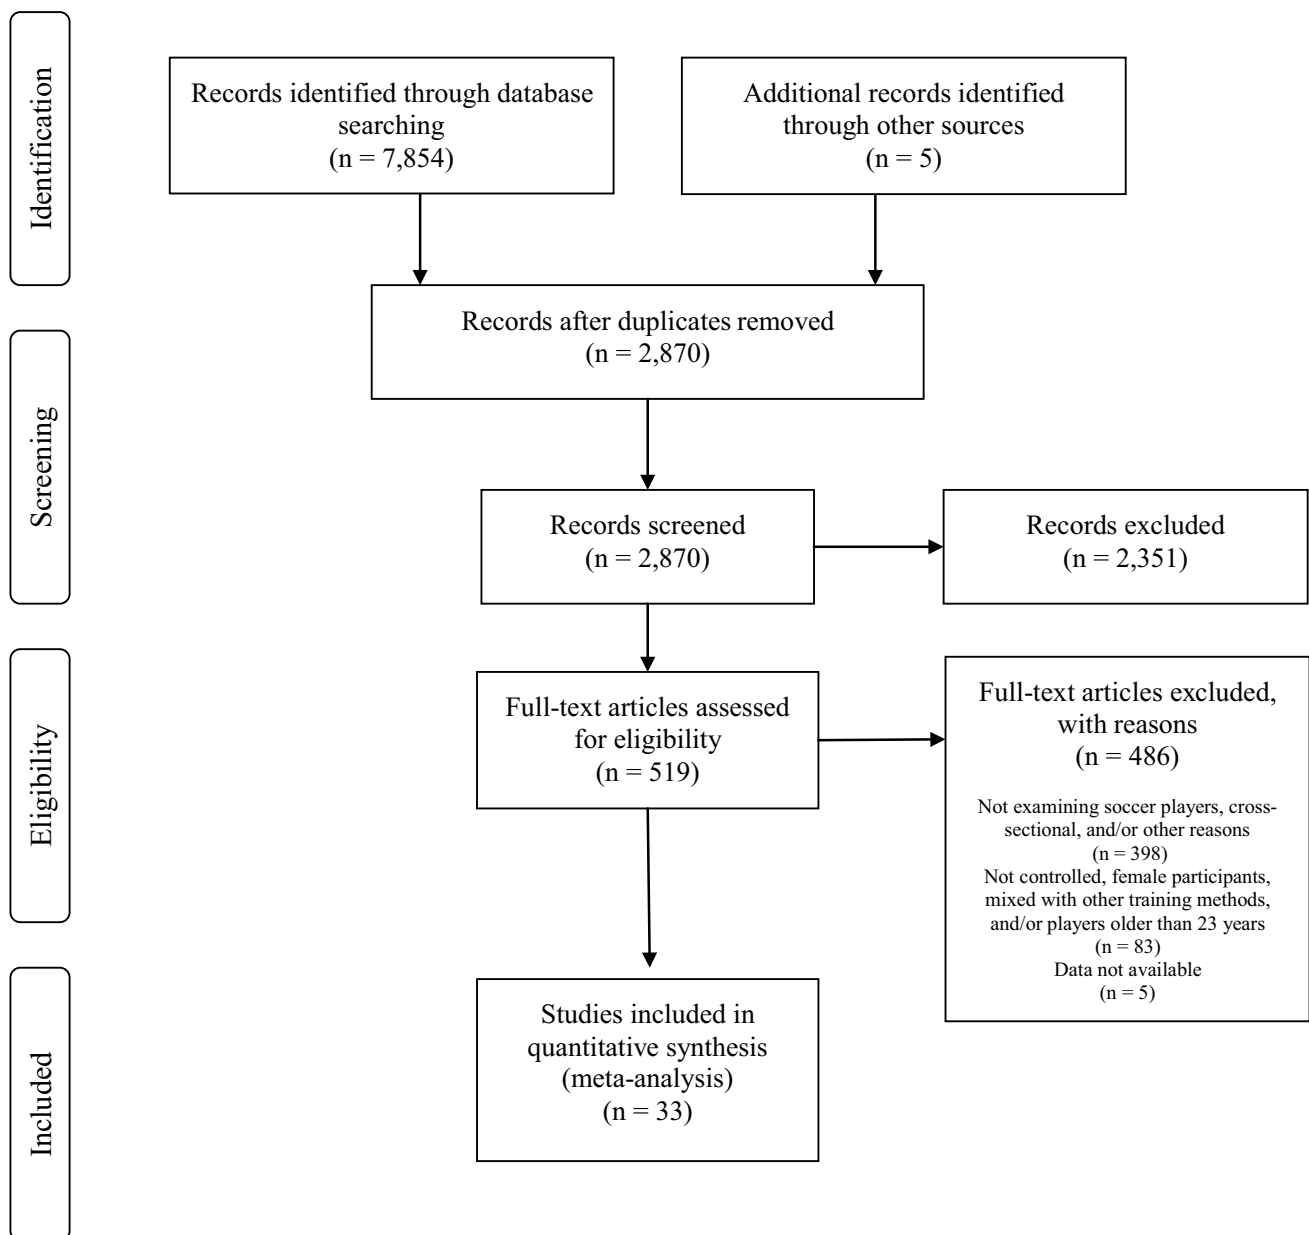 Identification
Records identified through database
searching
(n = 7,854)
Additional records identified
through other sources
(n = 5)
Records after duplicates removed
(n = 2,870)
Screening
Records screened
(n = 2,870)
Records excluded
(n = 2,351)
Eligibility
Full-text articles assessed
for eligibility
(n = 519)
Full-text articles excluded,
with reasons
(n = 486)
Not examining soccer players, cross-
sectional, and/or other reasons
(n = 398)
Not controlled, female participants,
mixed with other training methods,
and/or players older than 23 years
(n = 83)
Data not available
(n = 5)
Included
Studies included in
quantitative synthesis
(meta-analysis)
(n = 33)